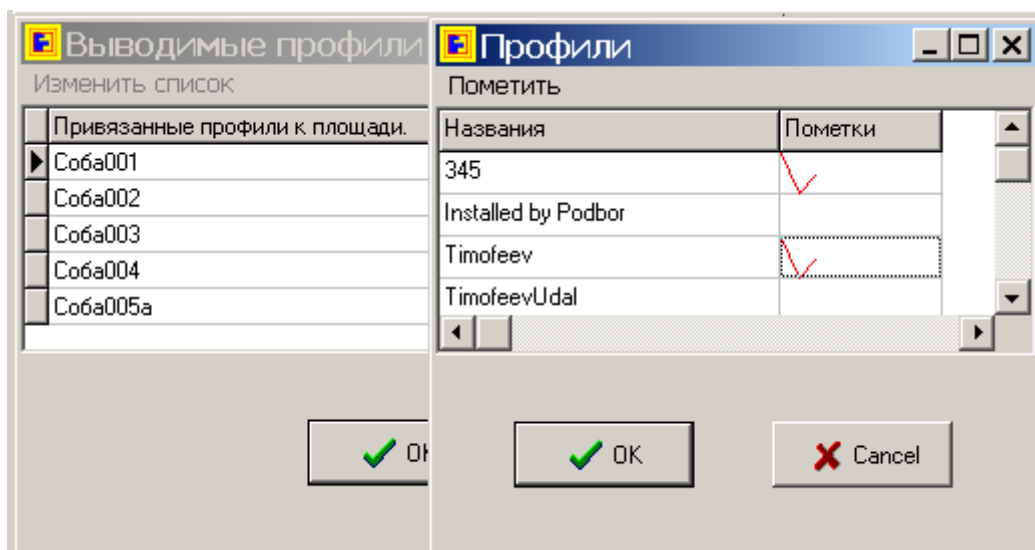 Выводимые профили
Изменить список
Привязанные профили к площади.
Соба001
Соба002
Соба003
Соба004
Соба005а
Профили
Пометить
Названия Пометки
345
Installed by Podbor
Timofeev
TimofeevUdal
OK
Cancel